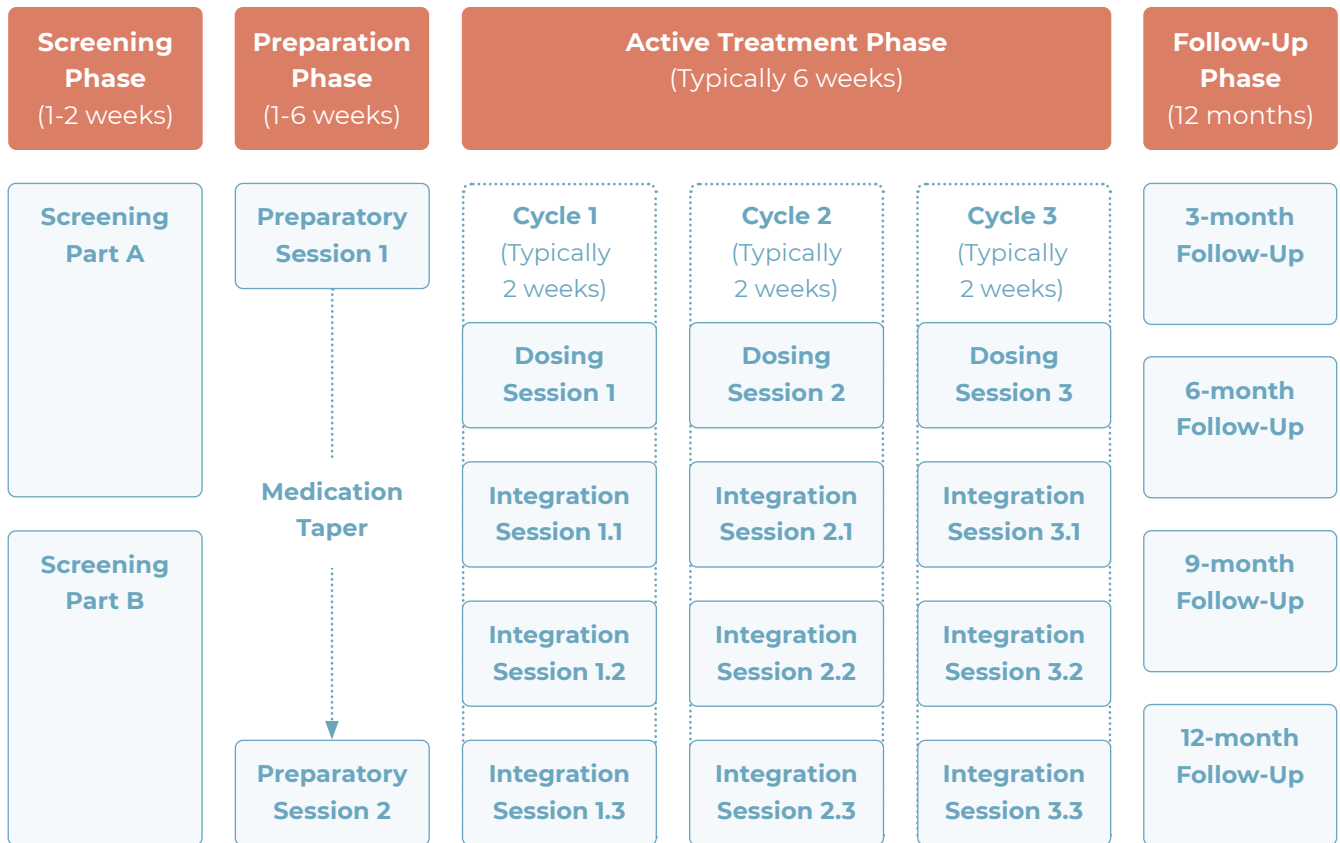 Screening
Phase
(1-2 weeks)
Preparation
Phase
(1-6 weeks)
Active Treatment Phase
(Typically 6 weeks)
Follow-Up
Phase
(12 months)
Screening
Part A
Screening
Part B
Preparatory
Session 1
Medication
Taper
Preparatory
Session 2
Cycle 1
(Typically
2 weeks)
Dosing
Session 1
Integration
Session 1.1
Integration
Session 1.2
Integration
Session 1.3
Cycle 2
(Typically
2 weeks)
Dosing
Session 2
Integration
Session 2.1
Integration
Session 2.2
Integration
Session 2.3
Cycle 3
(Typically
2 weeks)
Dosing
Session 3
Integration
Session 3.1
Integration
Session 3.2
Integration
Session 3.3
3-month
Follow-Up
6-month
Follow-Up
9-month
Follow-Up
12-month
Follow-Up